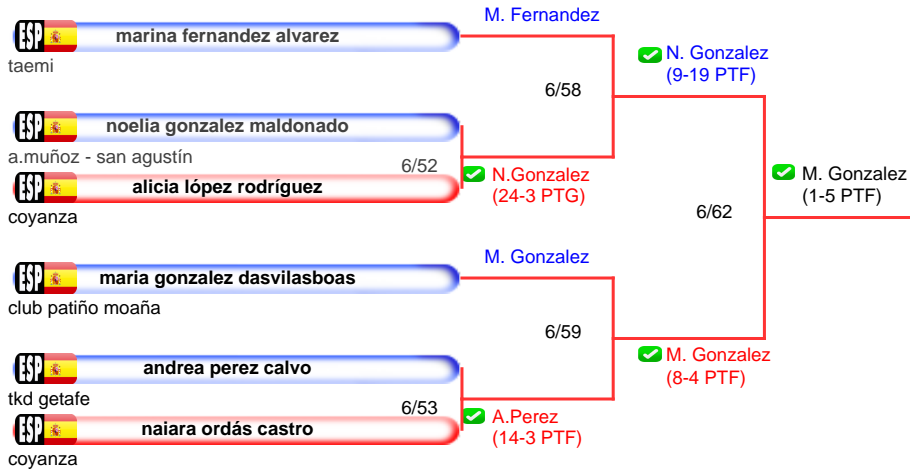 M. Fernandez
ESP marina fernandez alvarez
taemi
N. Gonzalez
(9-19 PTF)
6/58
ESP noelia gonzalez maldonado
a.muñoz - san agustín
6/52
N.Gonzalez
(24-3 PTG)
ESP alicia lópez rodríguez
coyanza
M. Gonzalez
(1-5 PTF)
6/62
M. Gonzalez
ESP maria gonzalez dasvilasboas
club patiño moaña
6/59
M. Gonzalez
(8-4 PTF)
ESP andrea perez calvo
tkd getafe
6/53
A.Perez
(14-3 PTF)
ESP naiara ordás castro
coyanza